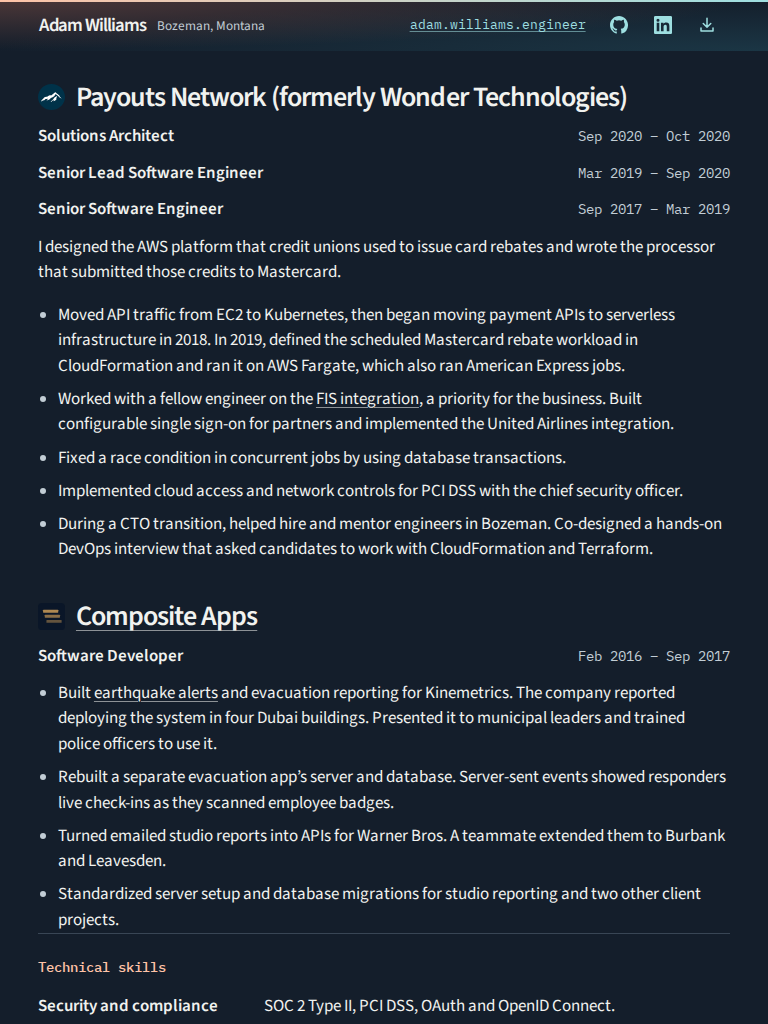 Adam Williams Bozeman, Montana adam.williams.engineer
Payouts Network (formerly Wonder Technologies)
Solutions Architect Sep 2020 – Oct 2020
Senior Lead Software Engineer Mar 2019 – Sep 2020
Senior Software Engineer Sep 2017 – Mar 2019
I designed the AWS platform that credit unions used to issue card rebates and wrote the processor
that submitted those credits to Mastercard.
• Moved API traffic from EC2 to Kubernetes, then began moving payment APIs to serverless
infrastructure in 2018. In 2019, defined the scheduled Mastercard rebate workload in
CloudFormation and ran it on AWS Fargate, which also ran American Express jobs.
• Worked with a fellow engineer on the FIS integration, a priority for the business. Built
configurable single sign-on for partners and implemented the United Airlines integration.
• Fixed a race condition in concurrent jobs by using database transactions.
• Implemented cloud access and network controls for PCI DSS with the chief security officer.
• During a CTO transition, helped hire and mentor engineers in Bozeman. Co-designed a hands-on
DevOps interview that asked candidates to work with CloudFormation and Terraform.
Composite Apps
Software Developer Feb 2016 – Sep 2017
• Built earthquake alerts and evacuation reporting for Kinemetrics. The company reported
deploying the system in four Dubai buildings. Presented it to municipal leaders and trained
police officers to use it.
• Rebuilt a separate evacuation app’s server and database. Server-sent events showed responders
live check-ins as they scanned employee badges.
• Turned emailed studio reports into APIs for Warner Bros. A teammate extended them to Burbank
and Leavesden.
• Standardized server setup and database migrations for studio reporting and two other client
projects.
Technical skills
Security and compliance SOC 2 Type II, PCI DSS, OAuth and OpenID Connect.